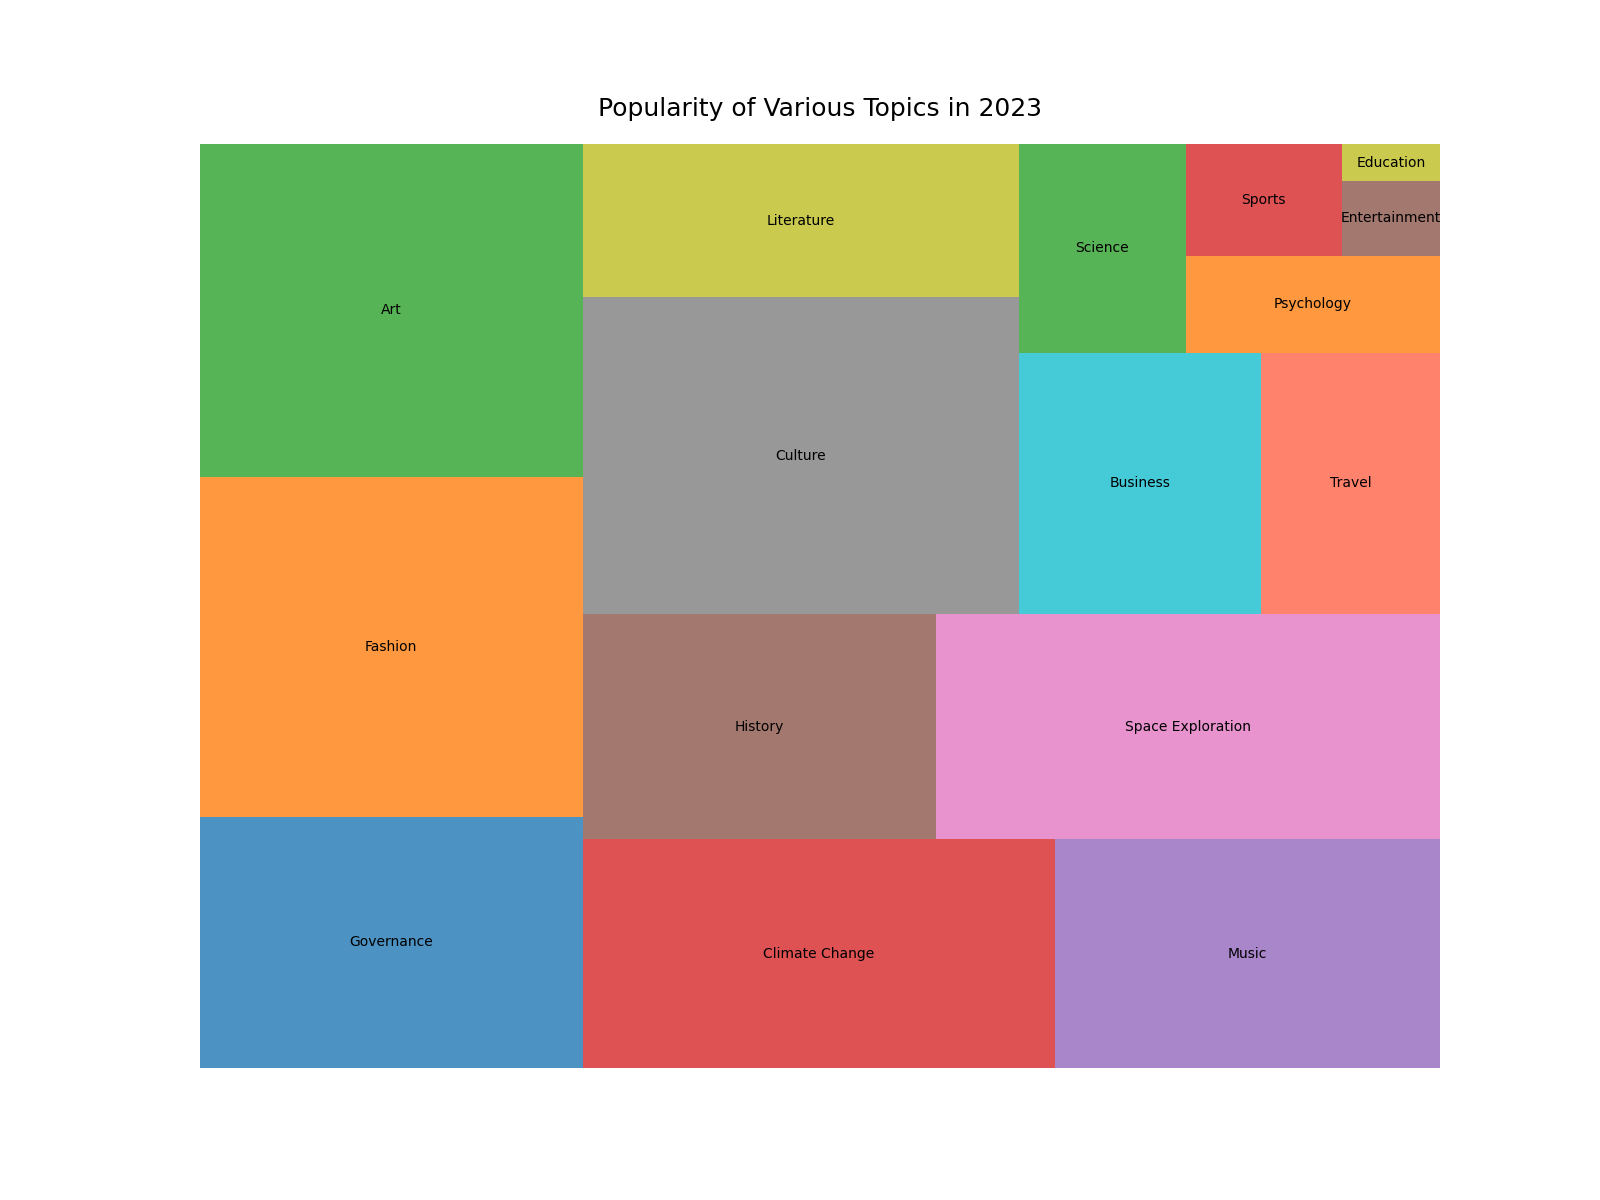 Popularity of Various Topics in 2023
Education
Sports
Entertainment
Literature
Science
Art
Psychology
Culture
Business
Travel
Fashion
History
Space Exploration
Governance
Climate Change
Music